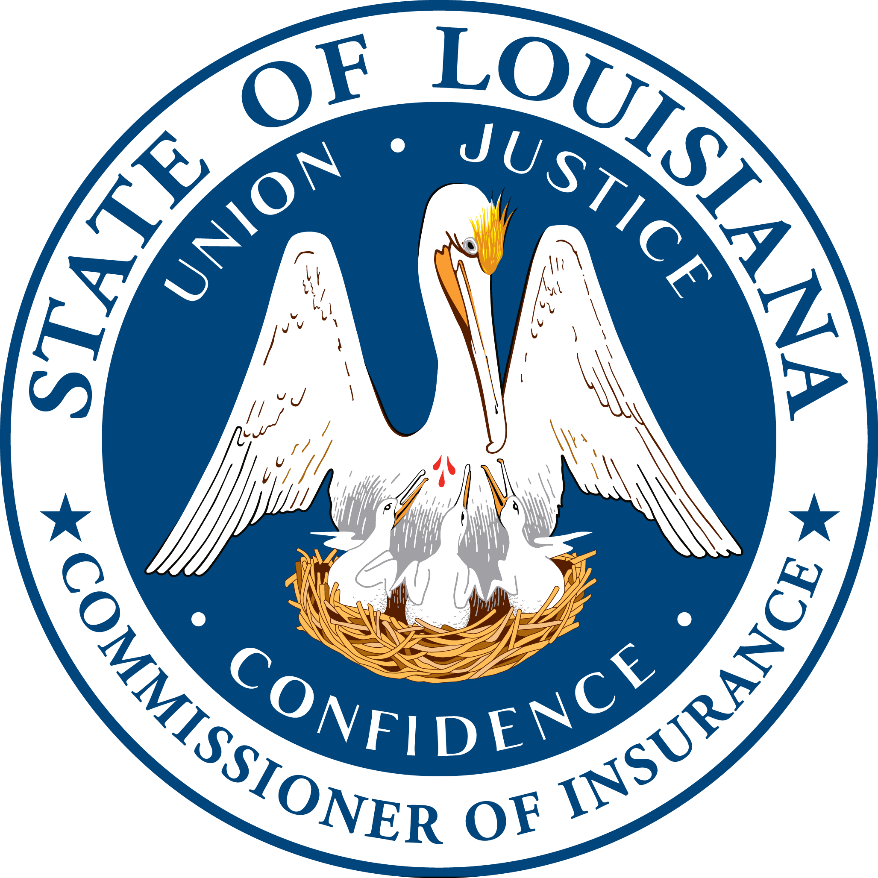 STATE OF LOUISIANA
UNION · JUSTICE
· CONFIDENCE ·
★ COMMISSIONER OF INSURANCE ★